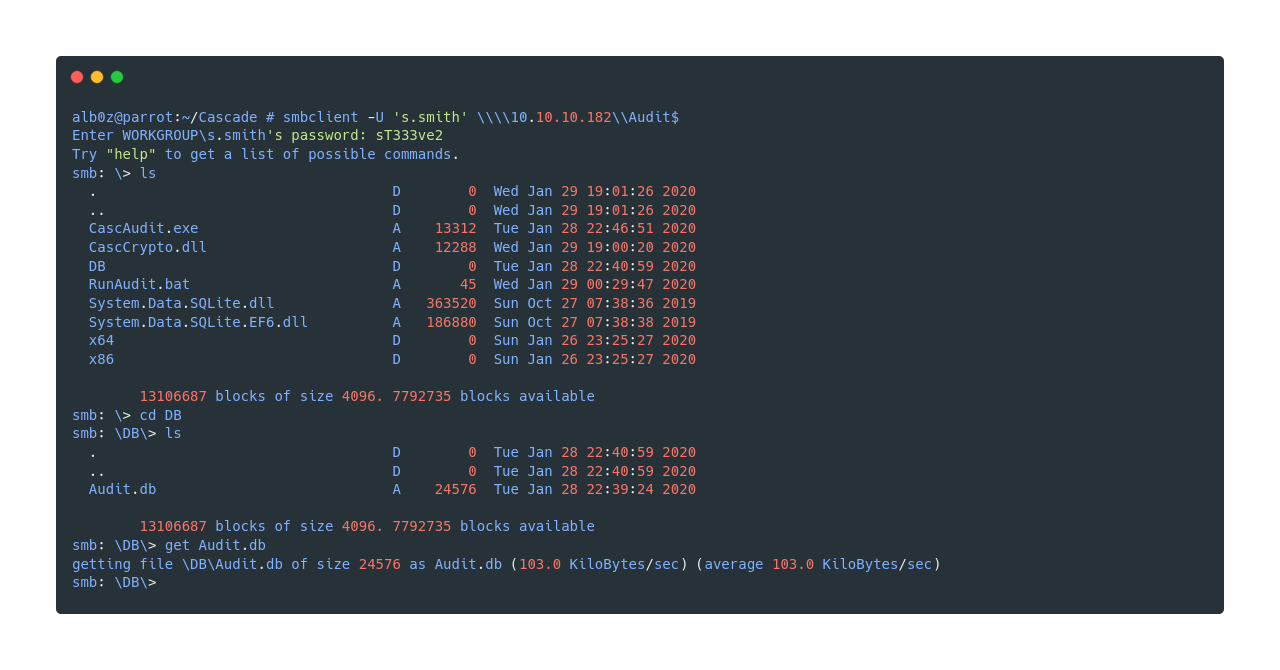 alb0z@parrot:~/Cascade # smbclient -U 's.smith' \\\\10.10.10.182\\Audit$
Enter WORKGROUP\s.smith's password: sT333ve2
Try "help" to get a list of possible commands.
smb: \> ls
  .                                   D        0  Wed Jan 29 19:01:26 2020
  ..                                  D        0  Wed Jan 29 19:01:26 2020
  CascAudit.exe                       A    13312  Tue Jan 28 22:46:51 2020
  CascCrypto.dll                      A    12288  Wed Jan 29 19:00:20 2020
  DB                                  D        0  Tue Jan 28 22:40:59 2020
  RunAudit.bat                        A       45  Wed Jan 29 00:29:47 2020
  System.Data.SQLite.dll              A   363520  Sun Oct 27 07:38:36 2019
  System.Data.SQLite.EF6.dll          A   186880  Sun Oct 27 07:38:38 2019
  x64                                 D        0  Sun Jan 26 23:25:27 2020
  x86                                 D        0  Sun Jan 26 23:25:27 2020
        13106687 blocks of size 4096. 7792735 blocks available
smb: \> cd DB
smb: \DB\> ls
  .                                   D        0  Tue Jan 28 22:40:59 2020
  ..                                  D        0  Tue Jan 28 22:40:59 2020
  Audit.db                            A    24576  Tue Jan 28 22:39:24 2020
        13106687 blocks of size 4096. 7792735 blocks available
smb: \DB\> get Audit.db
getting file \DB\Audit.db of size 24576 as Audit.db (103.0 KiloBytes/sec) (average 103.0 KiloBytes/sec)
smb: \DB\>